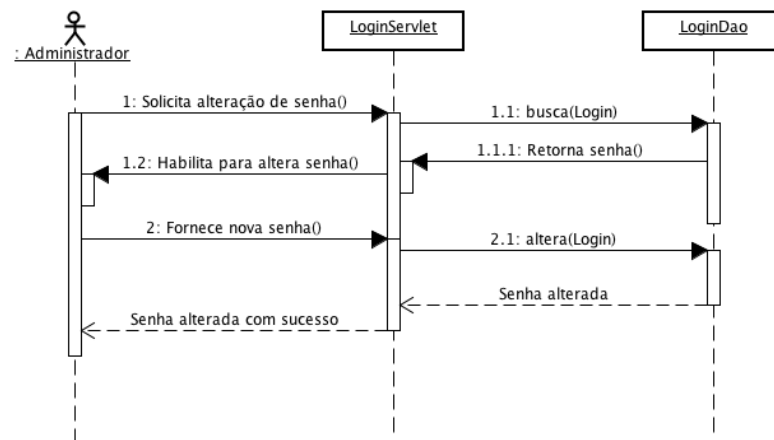 : Administrador
LoginServlet
LoginDao
1: Solicita alteração de senha()
1.1: busca(Login)
1.1.1: Retorna senha()
1.2: Habilita para altera senha()
2: Fornece nova senha()
2.1: altera(Login)
Senha alterada
Senha alterada com sucesso